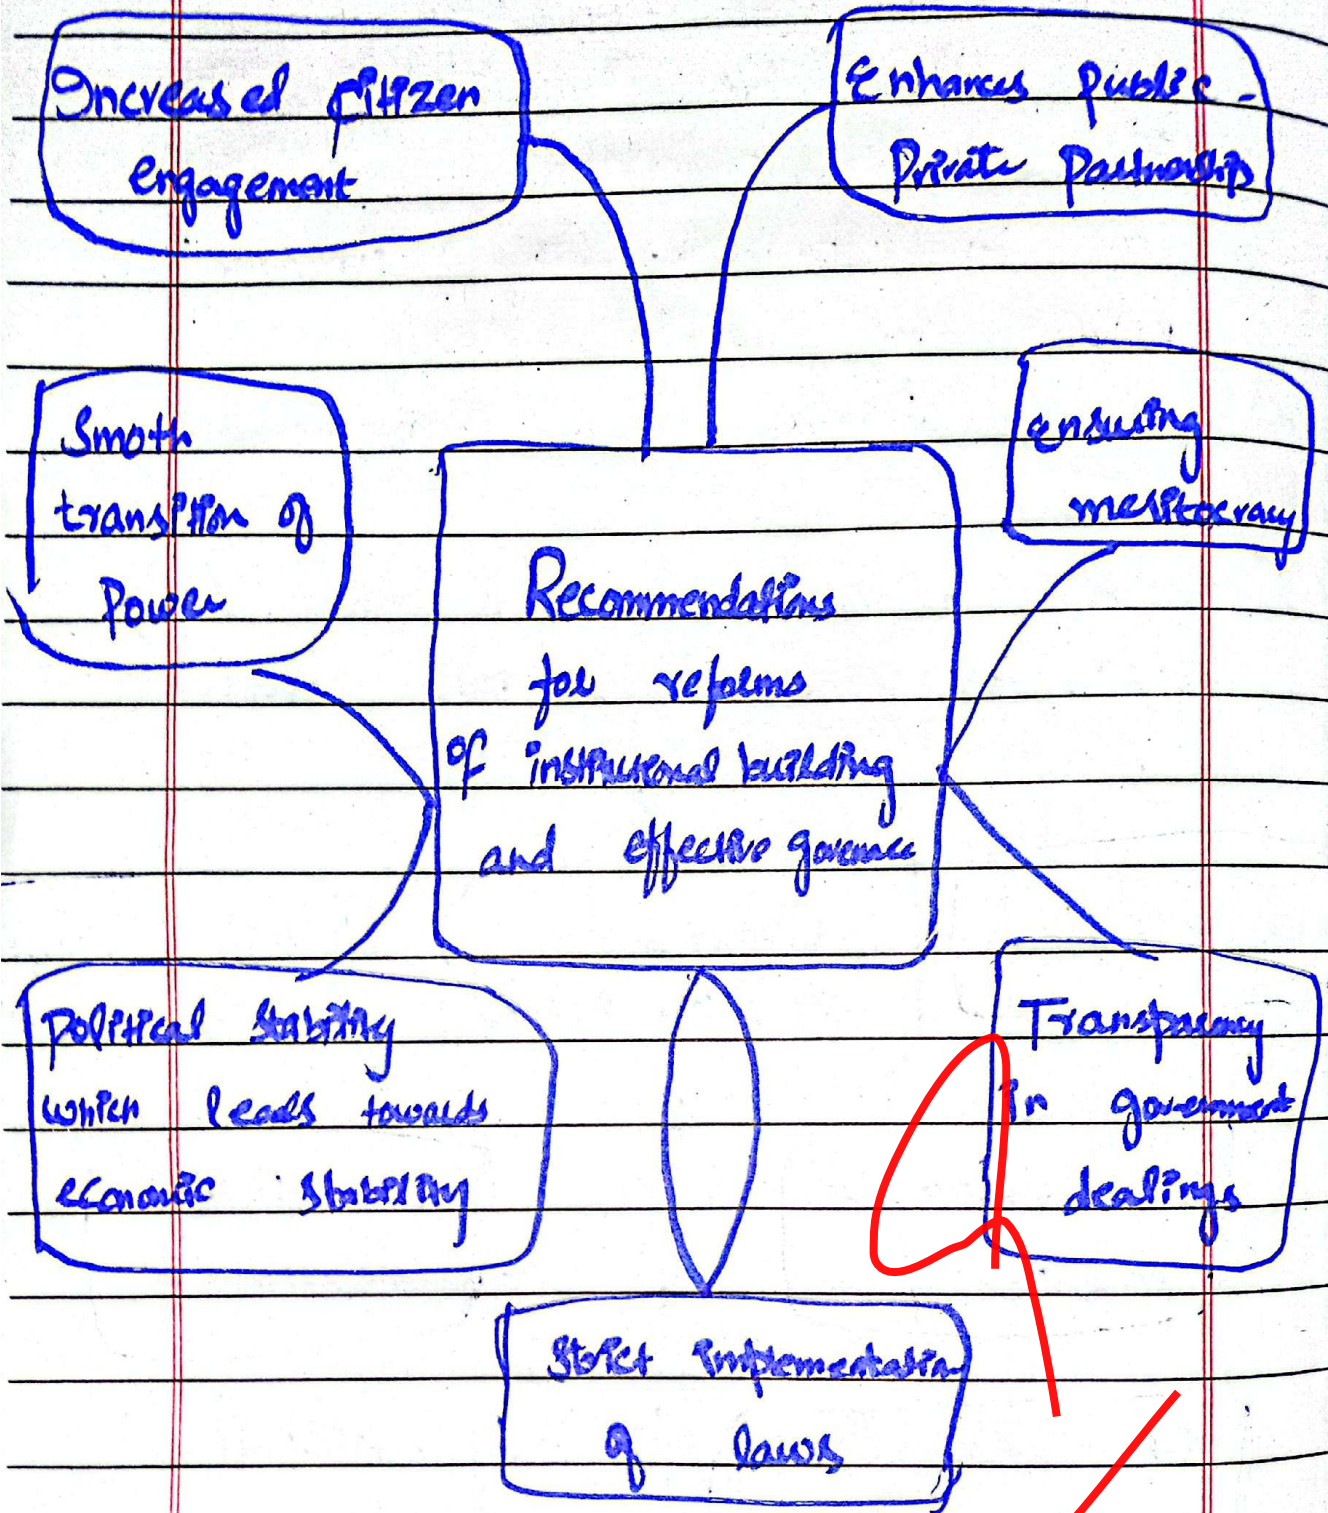 Increased citizen
engagement
Enhances Public -
Private Partnership
Smoth
transition of
Power
Ensuring
meritocracy
Recommendations
for reforms
of institutional building
and effective governce
Political stability
which leads towards
economic stability
Transparency
in government
dealings
Strict implementation
of laws